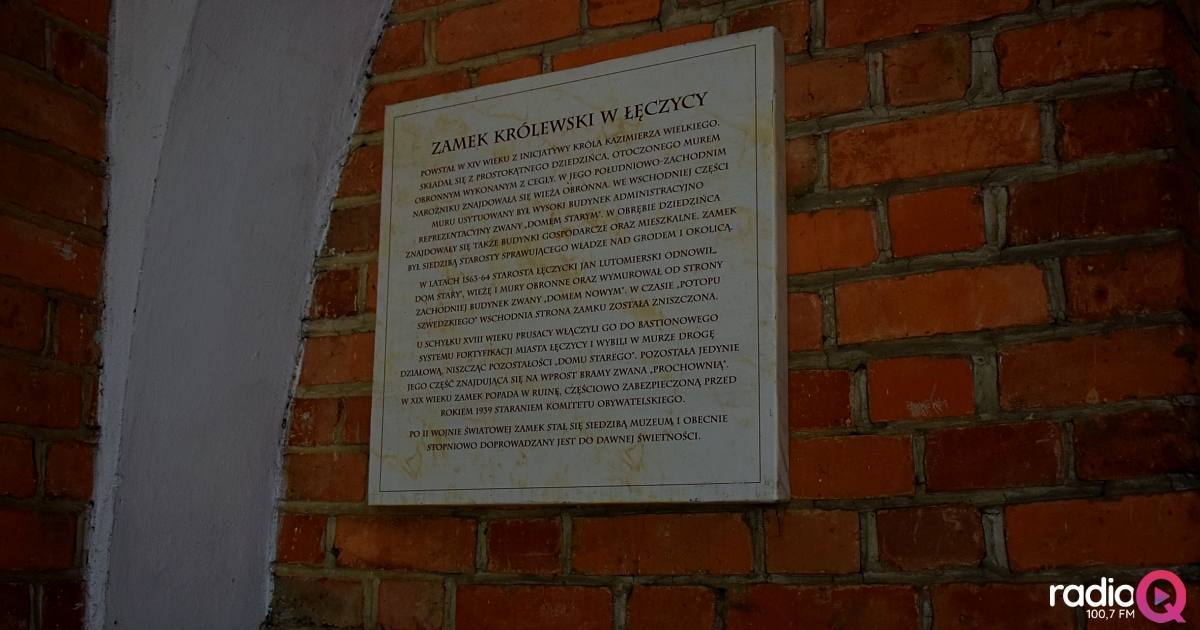 ZAMEK KRÓLEWSKI W ŁĘCZYCY
POWSTAŁ W XIV WIEKU Z INICJATYWY KRÓLA KAZIMIERZA WIELKIEGO.
SKŁADAŁ SIĘ Z PROSTOKĄTNEGO DZIEDZIŃCA, OTOCZONEGO MUREM
OBRONNYM WYKONANYM Z CEGŁY. W JEGO POŁUDNIOWO-ZACHODNIM
NAROŻNIKU ZNAJDOWAŁA SIĘ WIEŻA OBRONNA. WE WSCHODNIEJ CZĘŚCI
MURU USYTUOWANY BYŁ WYSOKI BUDYNEK ADMINISTRACYJNO
REPREZENTACYJNY ZWANY „DOMEM STARYM". W OBRĘBIE DZIEDZIŃCA
ZNAJDOWAŁY SIĘ TAKŻE BUDYNKI GOSPODARCZE ORAZ MIESZKALNE. ZAMEK
BYŁ SIEDZIBĄ STAROSTY SPRAWUJĄCEGO WŁADZE NAD GRODEM I OKOLICĄ.
W LATACH 1563-64 STAROSTA ŁĘCZYCKI JAN LUTOMIERSKI ODNOWIŁ,
DOM STARY", WIEŻĘ I MURY OBRONNE ORAZ WYMUROWAŁ OD STRONY
ZACHODNIEJ BUDYNEK ZWANY „DOMEM NOWYM". W CZASIE „POTOPU
SZWEDZKIEGO" WSCHODNIA STRONA ZAMKU ZOSTAŁA ZNISZCZONA.
U SCHYŁKU XVIII WIEKU PRUSACY WŁĄCZYLI GO DO BASTIONOWEGO
SYSTEMU FORTYFIKACJI MIASTA ŁĘCZYCY I WYBILI W MURZE DROGĘ
DZIAŁOWĄ, NISZCZĄC POZOSTAŁOŚCI „DOMU STAREGO". POZOSTAŁA JEDYNIE
JEGO CZĘŚĆ ZNAJDUJĄCA SIĘ NA WPROST BRAMY ZWANA „PROCHOWNIĄ".
W XIX WIEKU ZAMEK POPADA W RUINĘ, CZĘŚCIOWO ZABEZPIECZONĄ PRZED
ROKIEM 1939 STARANIEM KOMITETU OBYWATELSKIEGO.
PO II WOJNIE ŚWIATOWEJ ZAMEK STAŁ SIĘ SIEDZIBĄ MUZEUM I OBECNIE
STOPNIOWO DOPROWADZANY JEST DO DAWNEJ ŚWIETNOŚCI.
radio Q
100,7 FM